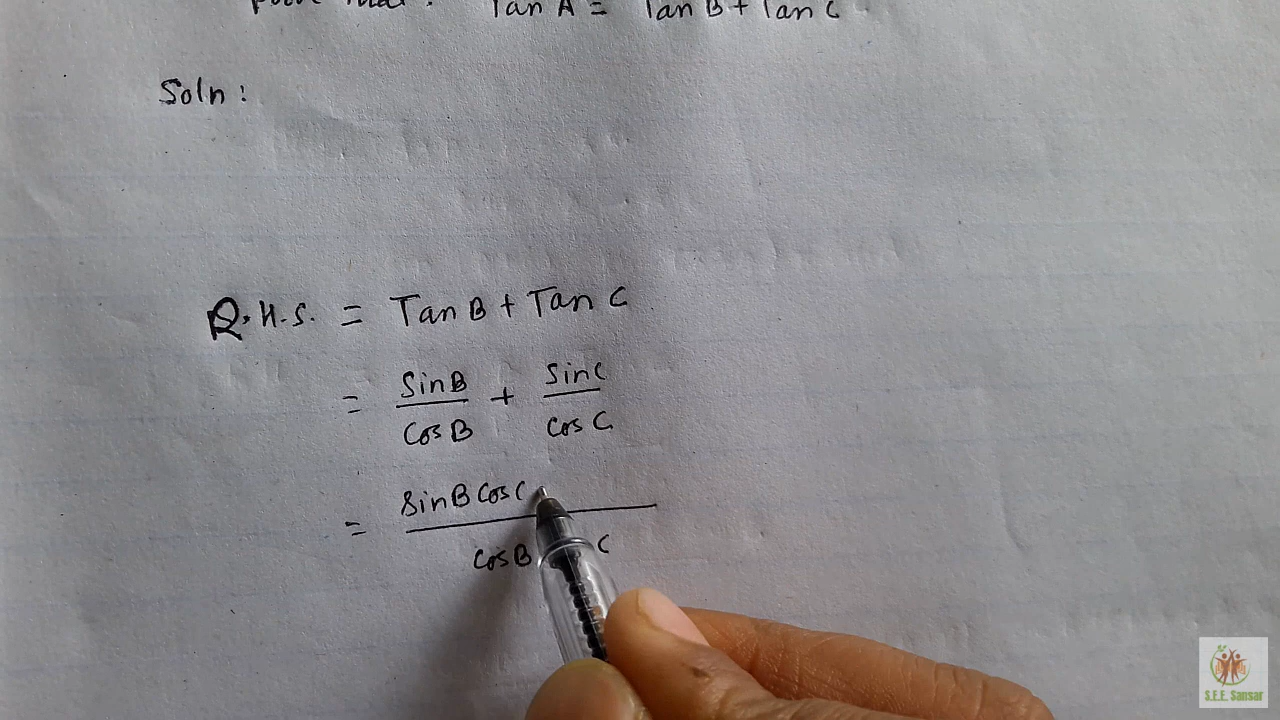 Tan A = Tan B + Tan C
Soln :
R.H.S. = Tan B + Tan C
= SinB/CosB + SinC/CosC
= SinB CosC / CosB C
S.E.E. Sansar